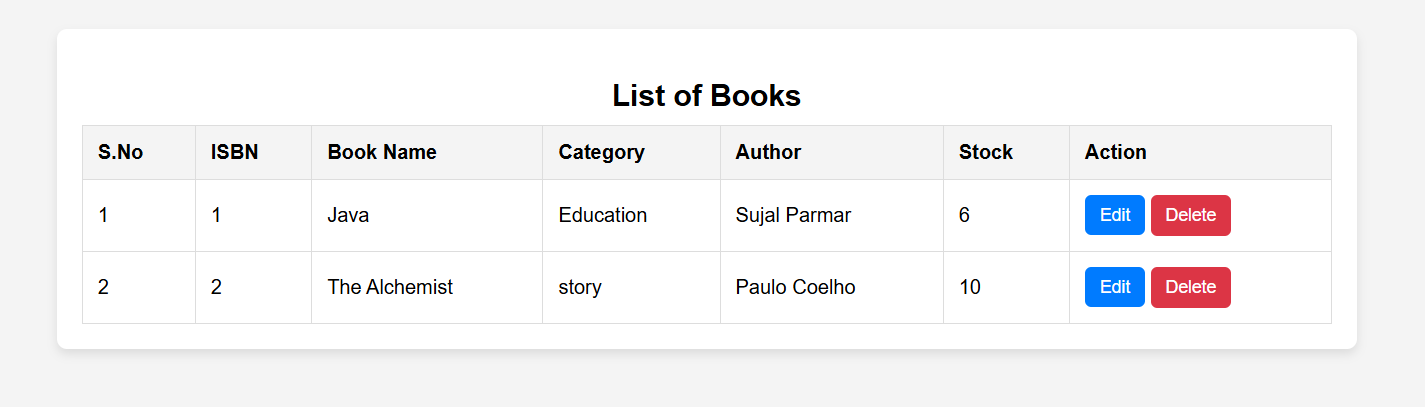 List of Books
S.No ISBN Book Name Category Author Stock Action
1 1 Java Education Sujal Parmar 6 Edit Delete
2 2 The Alchemist story Paulo Coelho 10 Edit Delete